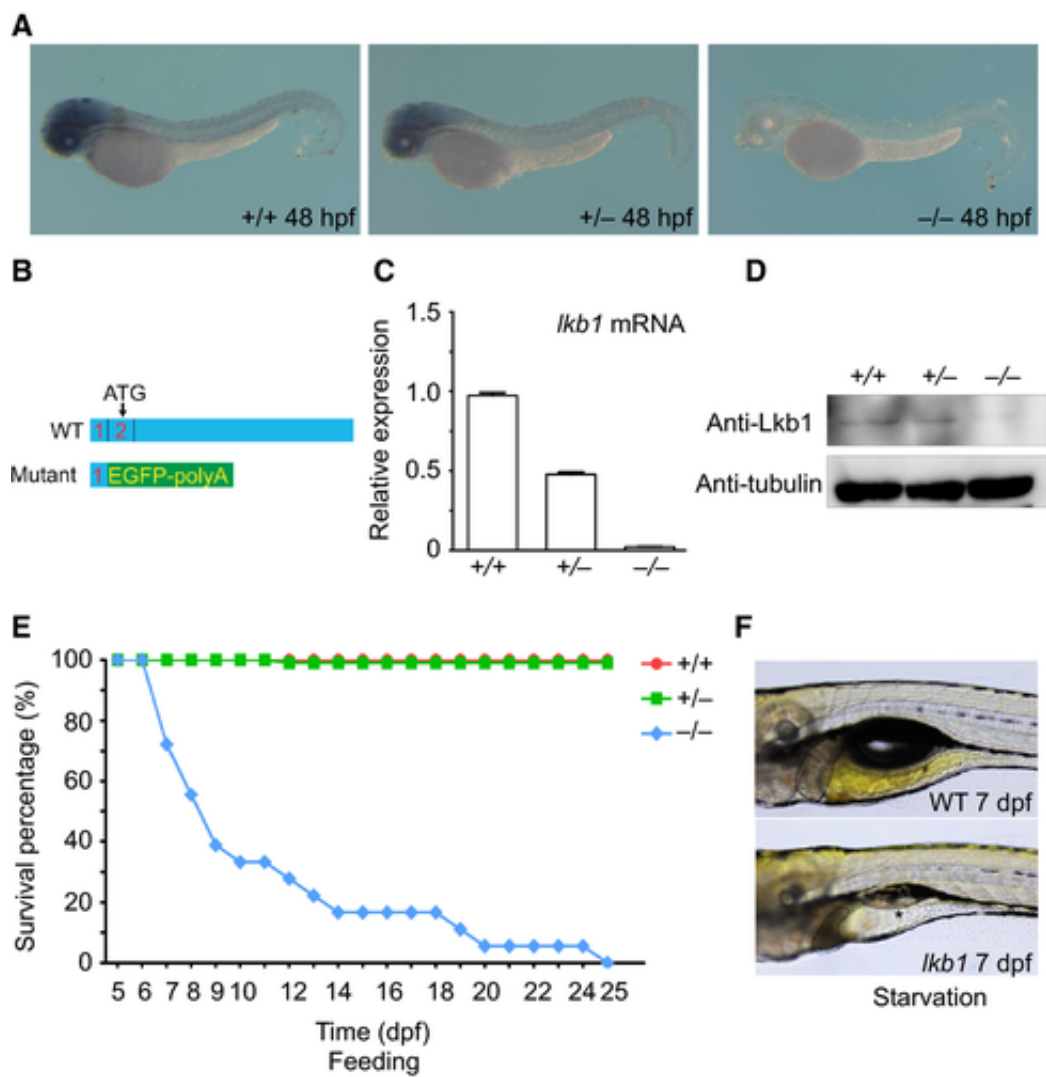 A
+/+ 48 hpf
+/– 48 hpf
–/– 48 hpf
B
ATG
WT 1 2
Mutant 1 EGFP-polyA
C
lkb1 mRNA
Relative expression
1.5
1.0
0.5
0
+/+ +/– –/–
D
+/+ +/– –/–
Anti-Lkb1
Anti-tubulin
E
Survival percentage (%)
100
80
60
40
20
0
5 6 7 8 9 10 12 14 16 18 20 22 24 25
Time (dpf)
Feeding
+/+
+/–
–/–
F
WT 7 dpf
lkb1 7 dpf
Starvation